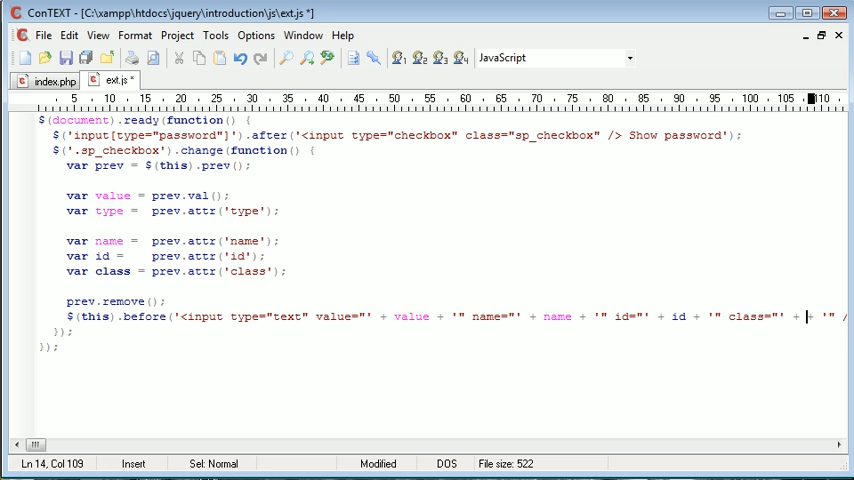 ConTEXT - [C:\xampp\htdocs\jquery\introduction\js\ext.js *]
File Edit View Format Project Tools Options Window Help
JavaScript
index.php ext.js *
5 10 15 20 25 30 35 40 45 50 55 60 65 70 75 80 85 90 95 100 105 110
$(document).ready(function() {
$('input[type="password"]').after('<input type="checkbox" class="sp_checkbox" /> Show password');
$('.sp_checkbox').change(function() {
var prev = $(this).prev();
var value = prev.val();
var type = prev.attr('type');
var name = prev.attr('name');
var id = prev.attr('id');
var class = prev.attr('class');
prev.remove();
$(this).before('<input type="text" value="' + value + '" name="' + name + '" id="' + id + '" class="' + + '" /
});
});
Ln 14, Col 109 Insert Sel: Normal Modified DOS File size: 522